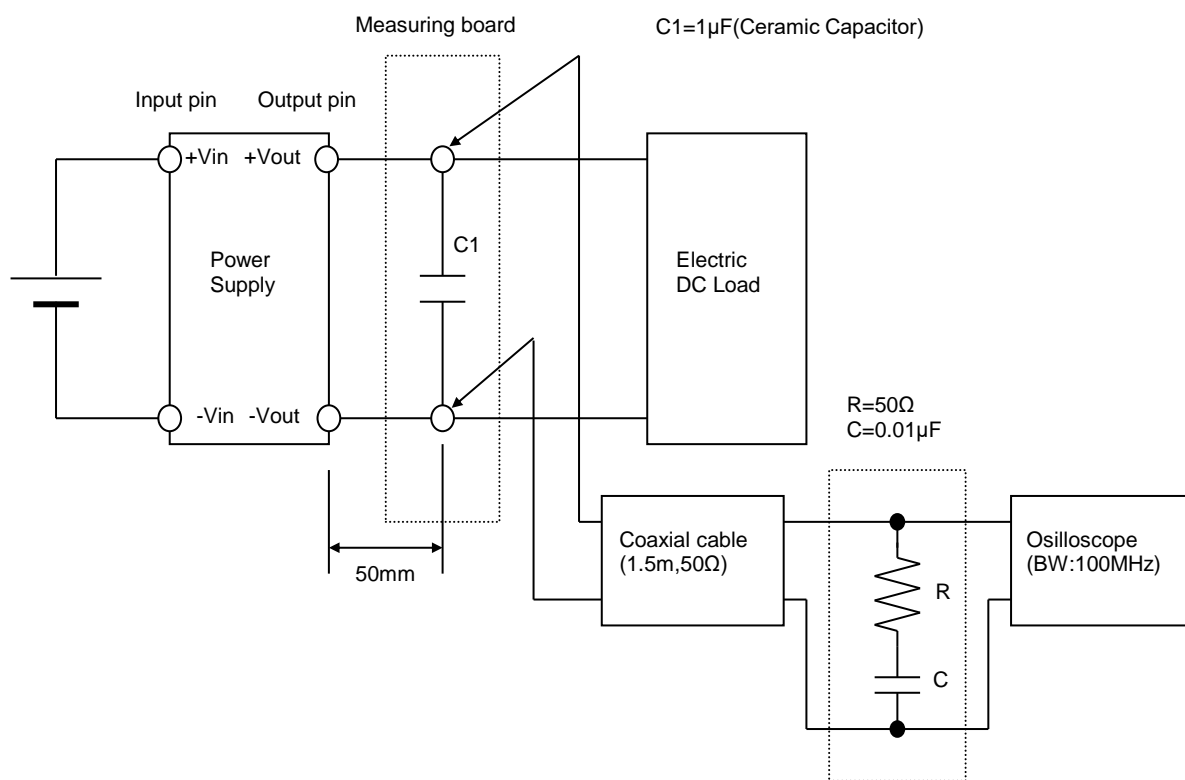 Measuring board
C1=1µF(Ceramic Capacitor)
Input pin
Output pin
+Vin
+Vout
C1
Power
Supply
Electric
DC Load
-Vin
-Vout
R=50Ω
C=0.01µF
50mm
Coaxial cable
(1.5m,50Ω)
Osilloscope
(BW:100MHz)
R
C